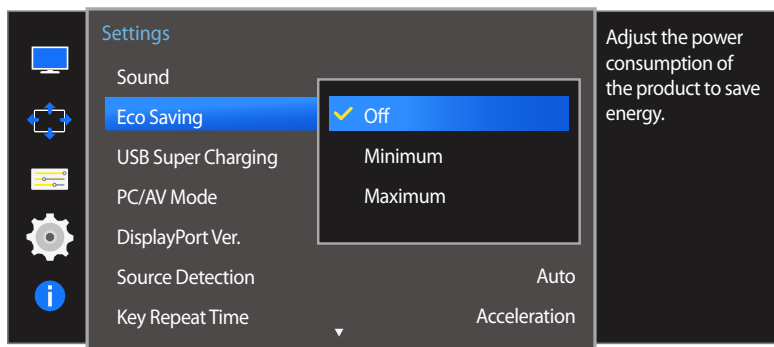 Settings
Sound
Eco Saving
Off
USB Super Charging
Minimum
PC/AV Mode
Maximum
DisplayPort Ver.
Source Detection Auto
Key Repeat Time Acceleration
Adjust the power
consumption of
the product to save
energy.